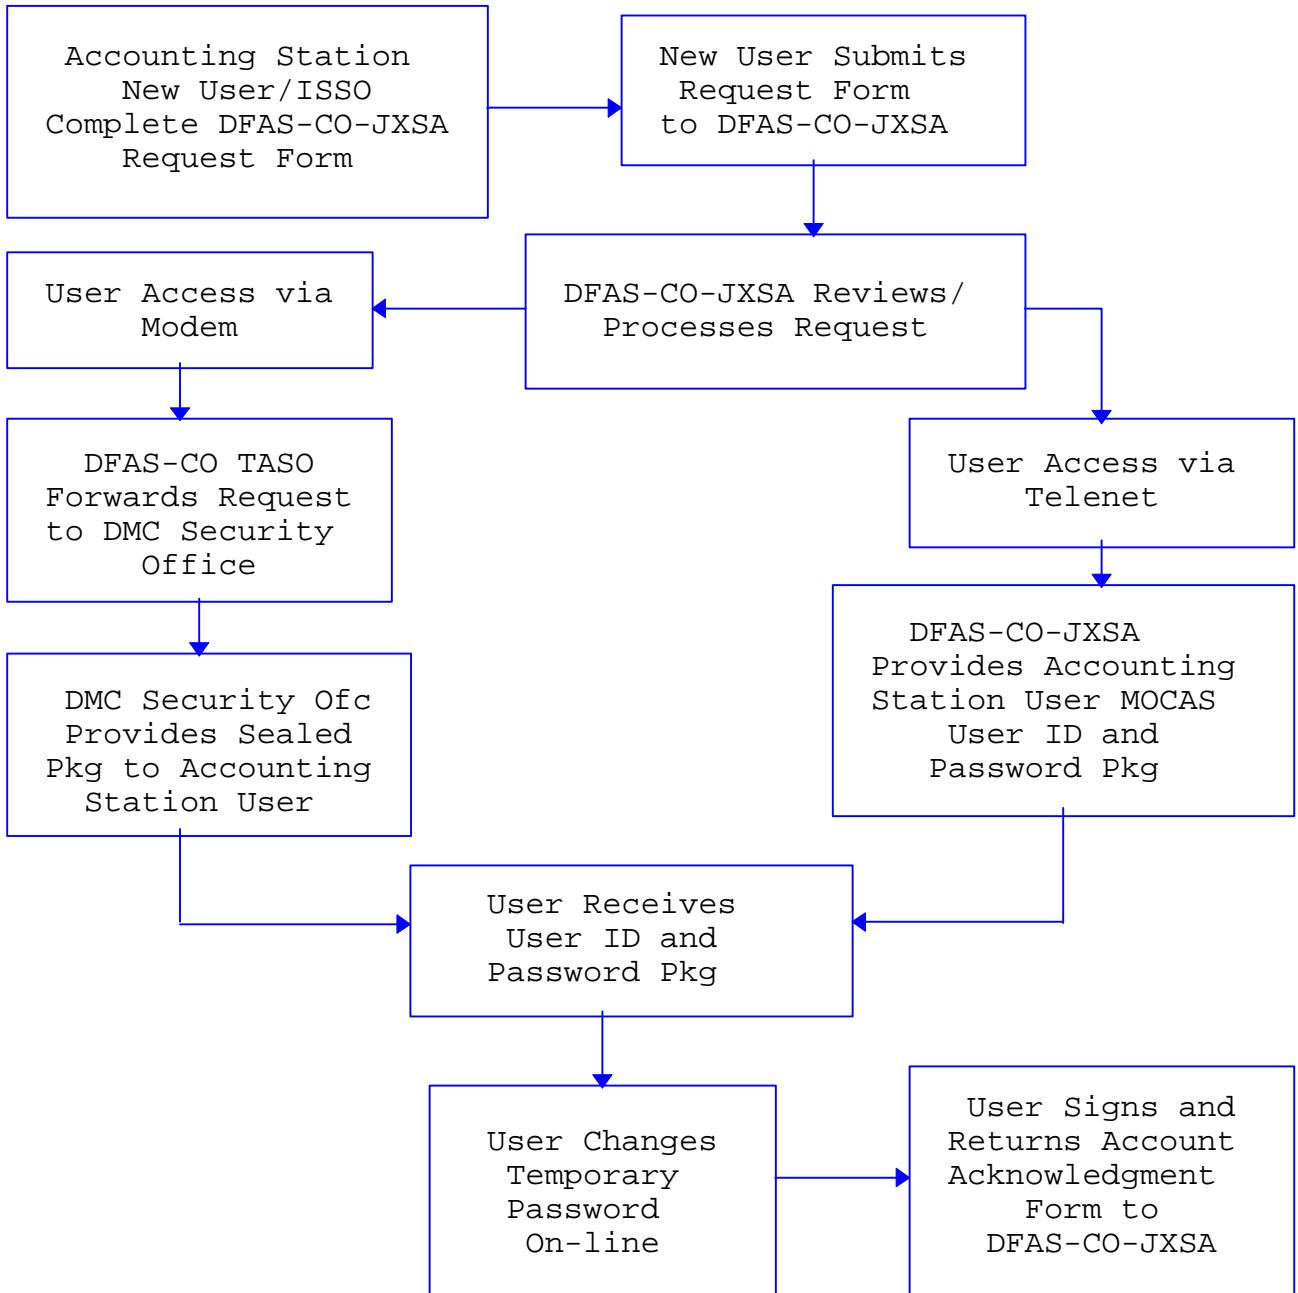 Accounting Station
New User/ISSO
Complete DFAS-CO-JXSA
Request Form
New User Submits
Request Form
to DFAS-CO-JXSA
User Access via
Modem
DFAS-CO-JXSA Reviews/
Processes Request
DFAS-CO TASO
Forwards Request
to DMC Security
Office
User Access via
Telenet
DMC Security Ofc
Provides Sealed
Pkg to Accounting
Station User
DFAS-CO-JXSA
Provides Accounting
Station User MOCAS
User ID and
Password Pkg
User Receives
User ID and
Password Pkg
User Changes
Temporary
Password
On-line
User Signs and
Returns Account
Acknowledgment
Form to
DFAS-CO-JXSA